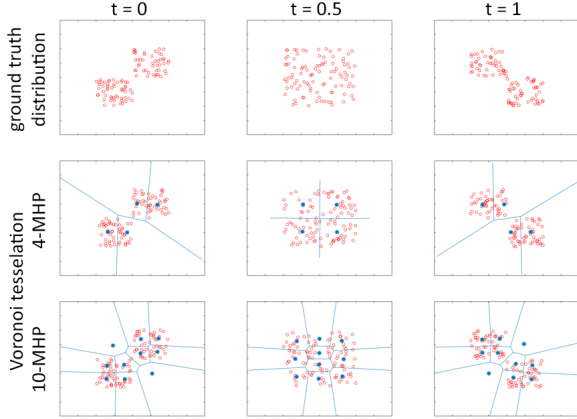 t = 0
t = 0.5
t = 1
ground truth
distribution
Voronoi tesselation
4-MHP
10-MHP